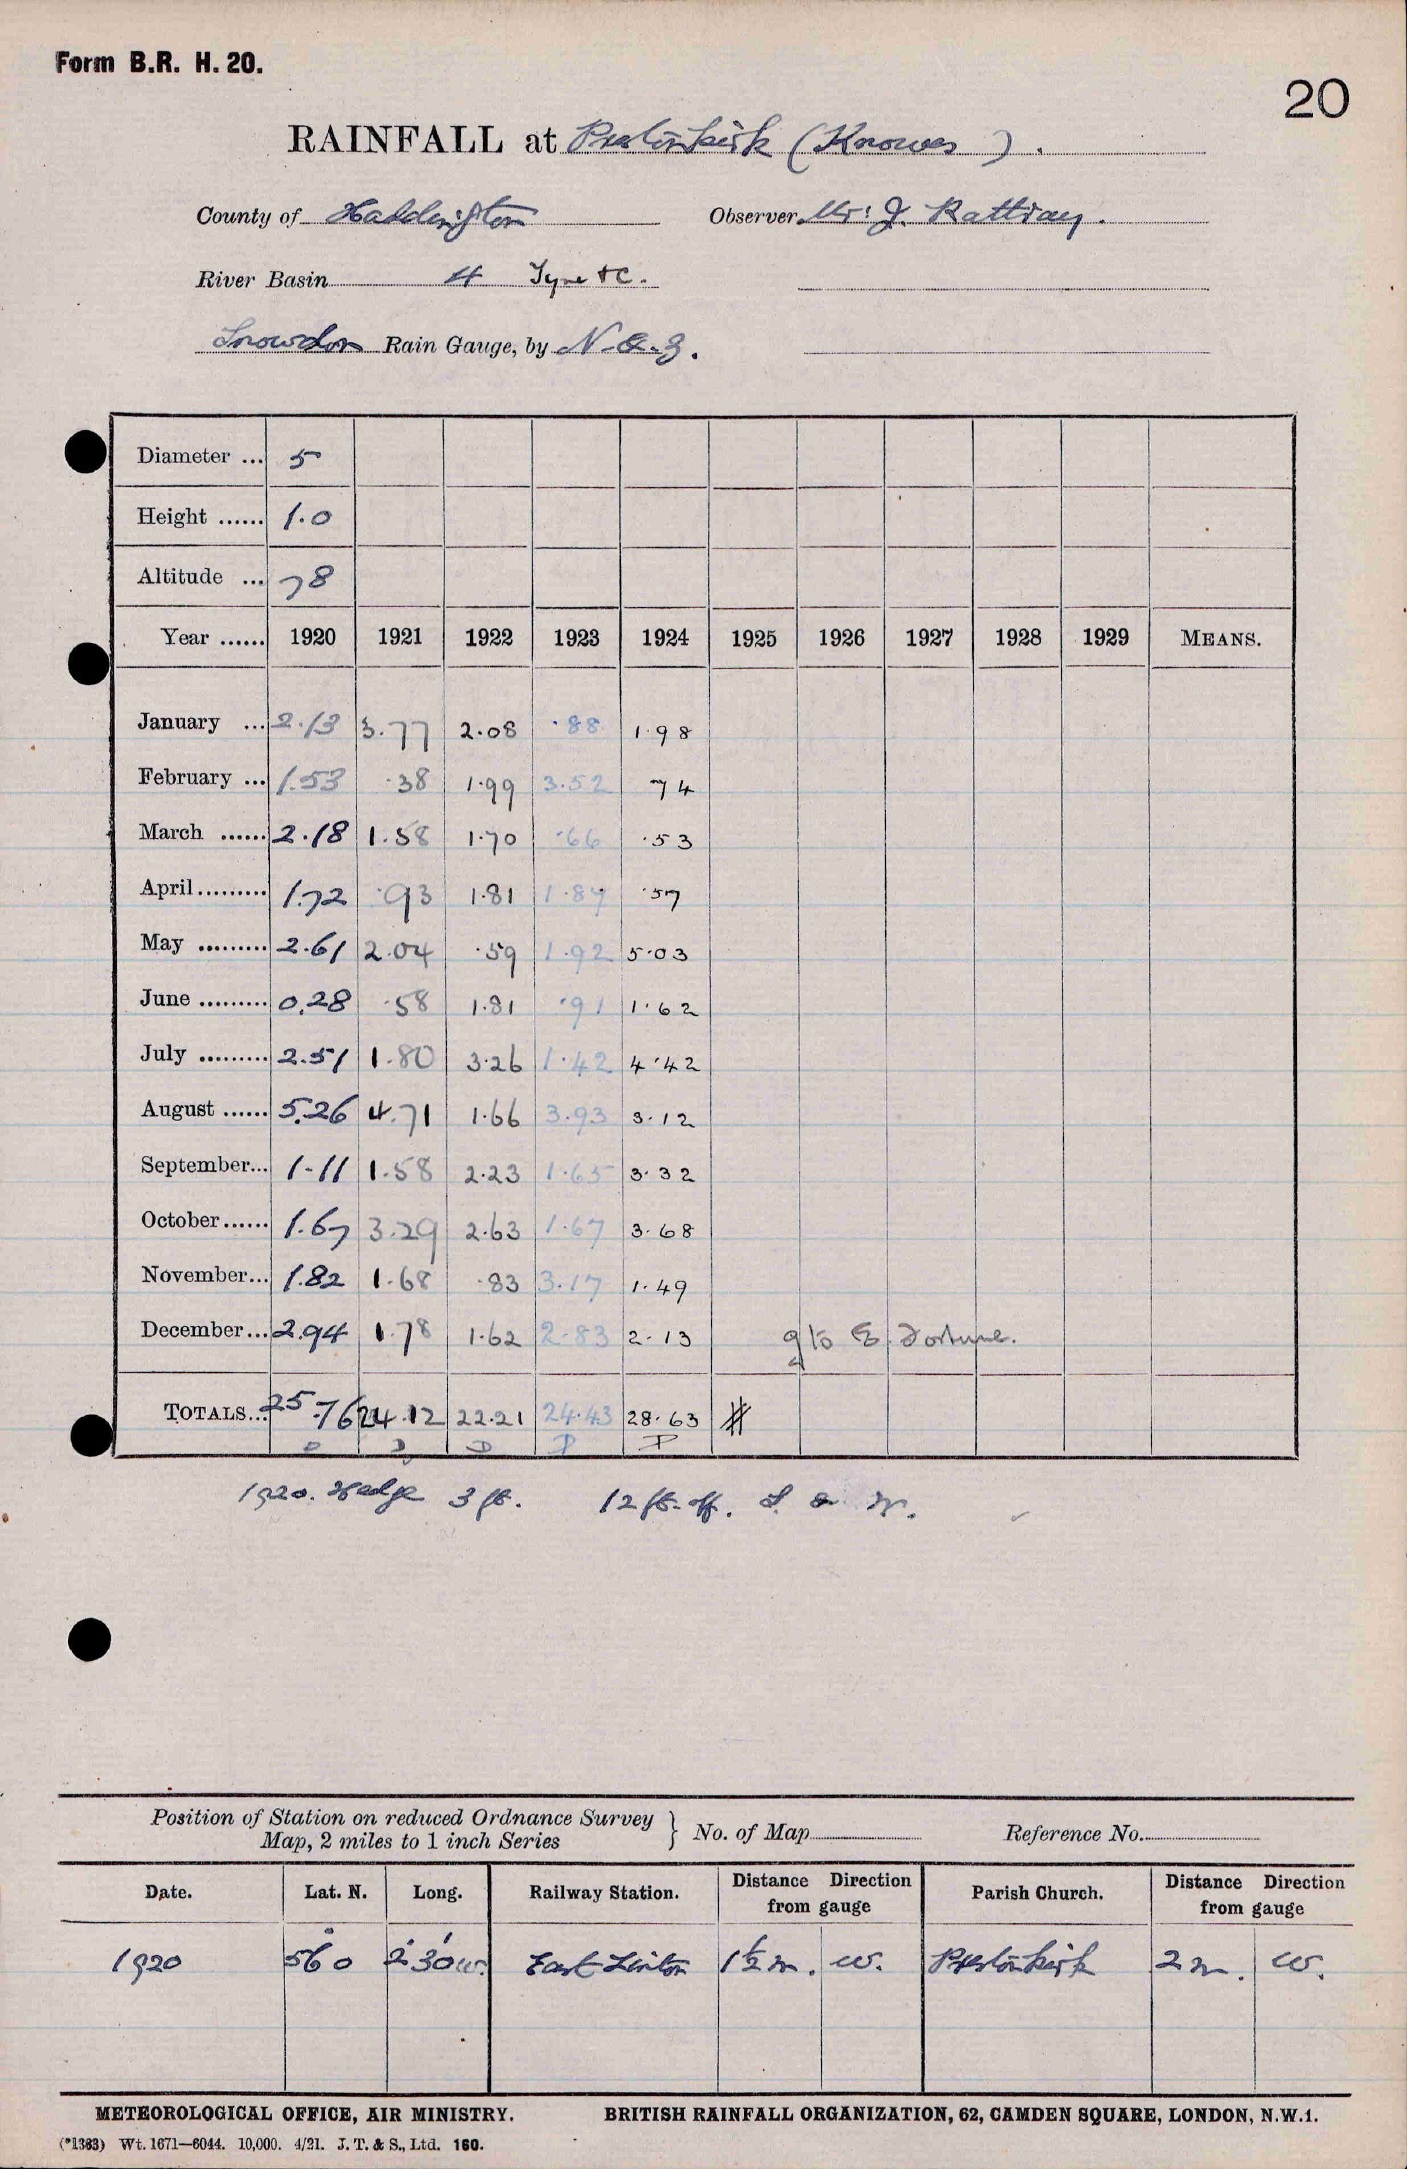 Form B.R. H. 20.
20
RAINFALL at Prestonkirk (Knowes).
County of Haddington Observer Mr. J. Rattray.
River Basin 4 Tyne &c.
Snowdon Rain Gauge, by N. & Z.
Diameter ... 5
Height ...... 1.0
Altitude ... 78
Year ...... 1920 1921 1922 1923 1924 1925 1926 1927 1928 1929 MEANS.
January ... 2.13 3.77 2.08 .88 1.98
February ... 1.53 .38 1.99 3.52 74
March ...... 2.18 1.58 1.70 .66 .53
April ......... 1.72 .93 1.81 1.87 .57
May ......... 2.61 2.04 .59 1.92 5.03
June ......... 0.28 .58 1.81 .91 1.62
July ......... 2.51 1.80 3.26 1.42 4.42
August ...... 5.26 4.71 1.66 3.93 3.12
September... 1.11 1.58 2.23 1.65 3.32
October ...... 1.67 3.29 2.63 1.67 3.68
November... 1.82 1.68 .83 3.17 1.49
December ... 2.94 1.78 1.62 2.83 2.13 g to E. Fortune.
TOTALS... 25.76 24.12 22.21 24.43 28.63 #
1920. Hedge 3 ft. 12 ft. off. S. & W.
Position of Station on reduced Ordnance Survey
Map, 2 miles to 1 inch Series } No. of Map Reference No.
Date. Lat. N. Long. Railway Station. Distance Direction from gauge Parish Church. Distance Direction from gauge
1920 56° 0 2° 30' W. East Linton 1½ m. W. Prestonkirk 2 m. W.
METEOROLOGICAL OFFICE, AIR MINISTRY. BRITISH RAINFALL ORGANIZATION, 62, CAMDEN SQUARE, LONDON, N.W.1.
(*1363) Wt. 1671—6044. 10,000. 4/21. J. T. & S., Ltd. 160.